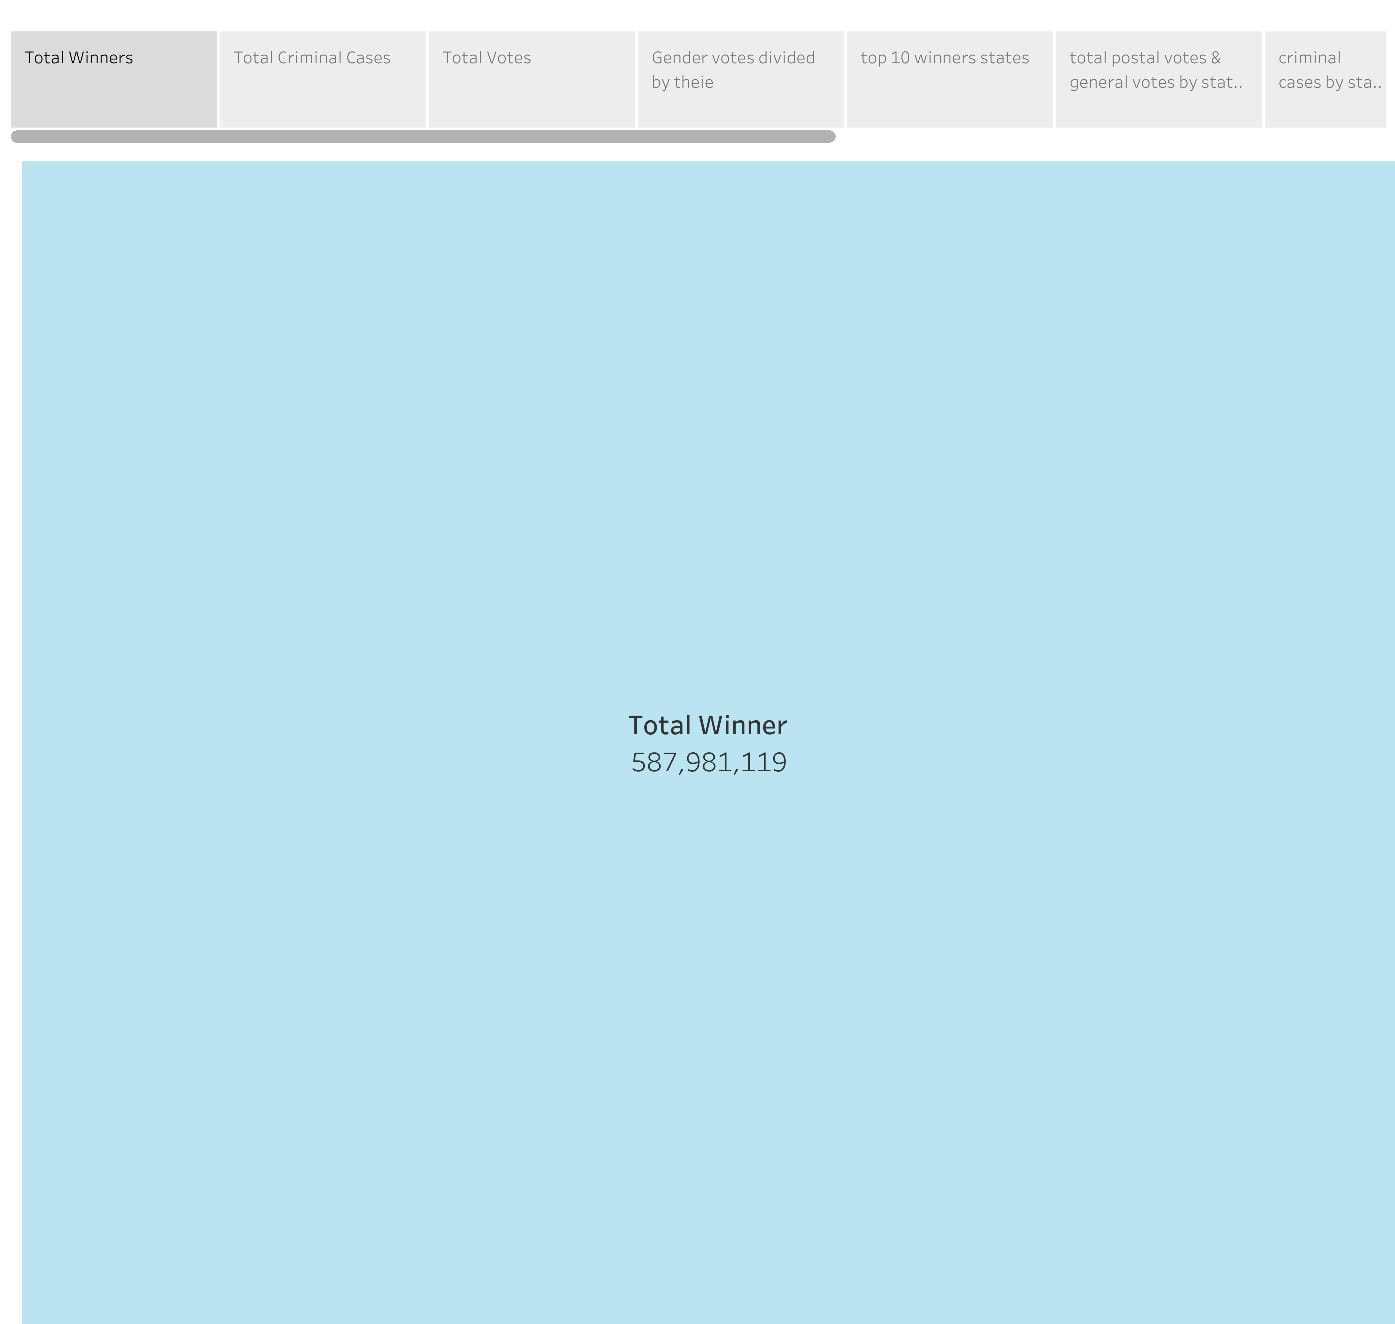 Total Winners
Total Criminal Cases
Total Votes
Gender votes divided
by theie
top 10 winners states
total postal votes &
general votes by stat..
criminal
cases by sta..
Total Winner
587,981,119